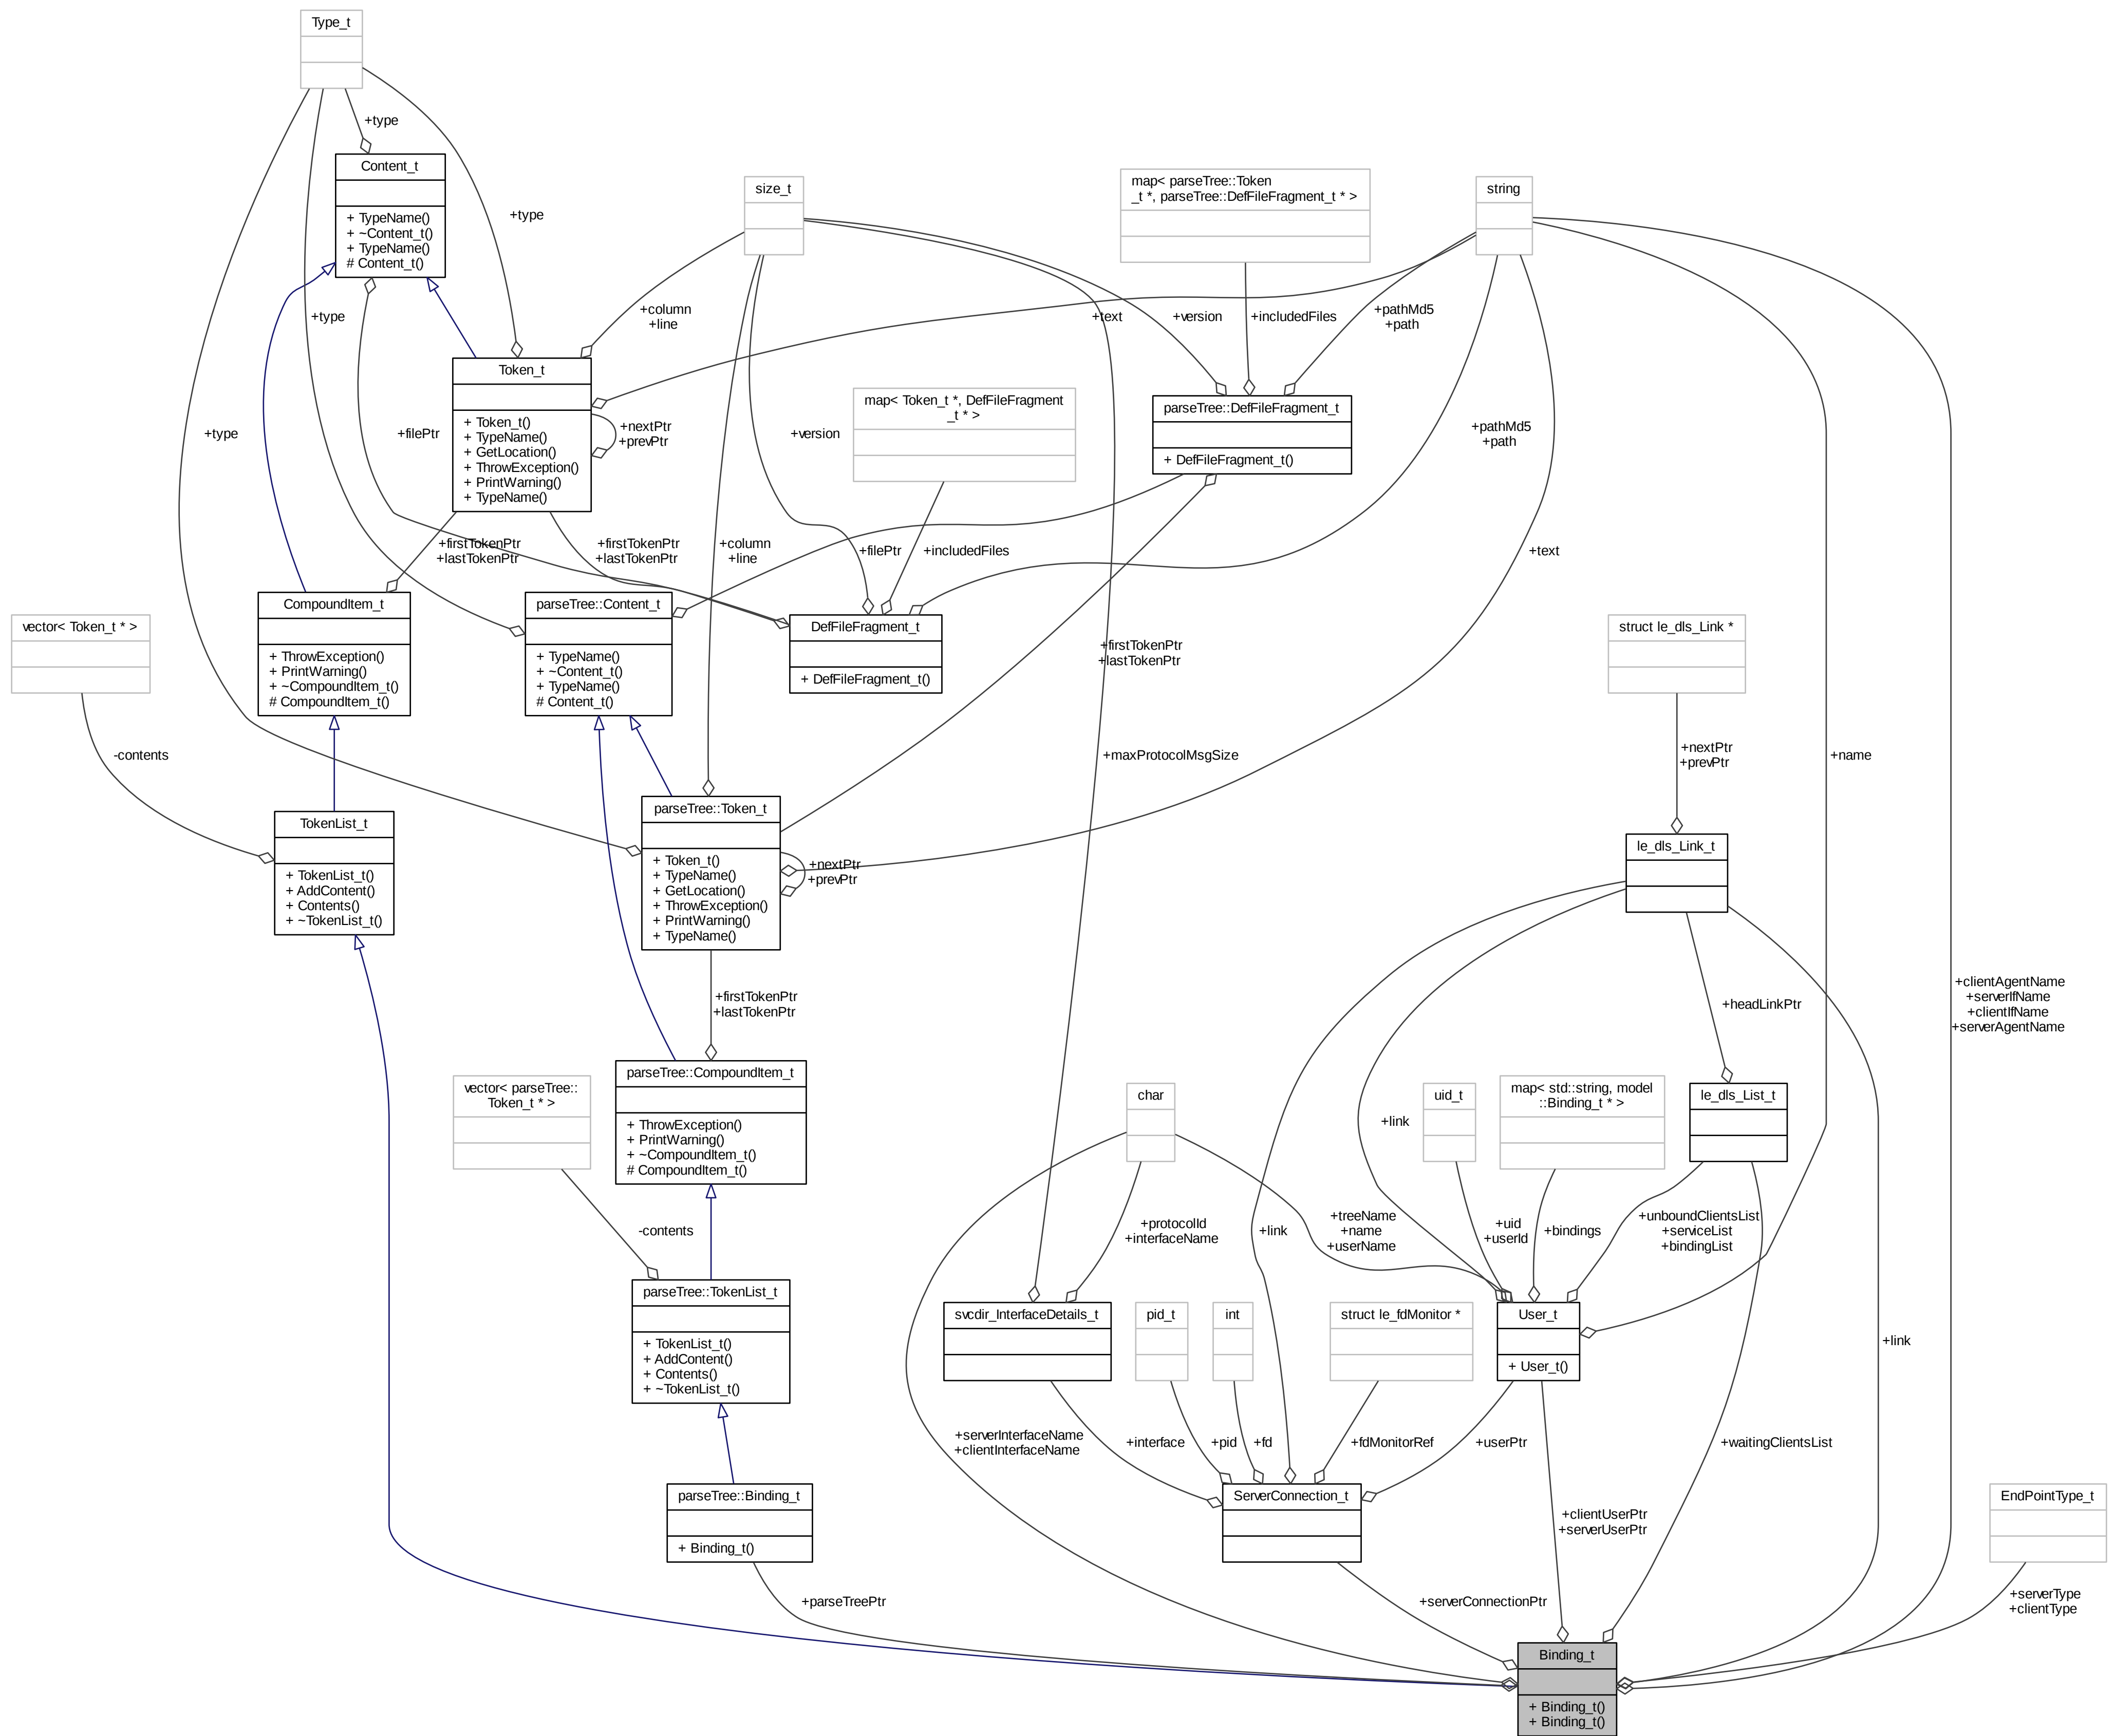 Type_t
+type
Content_t
+ TypeName()
+ ~Content_t()
+ TypeName()
# Content_t()
+type
size_t
map< parseTree::Token
_t *, parseTree::DefFileFragment_t * >
string
+type
+column
+line
+text
+version
+includedFiles
+pathMd5
+path
Token_t
+ Token_t()
+ TypeName()
+ GetLocation()
+ ThrowException()
+ PrintWarning()
+ TypeName()
+nextPtr
+prevPtr
+type
+filePtr
+version
map< Token_t *, DefFileFragment
_t * >
parseTree::DefFileFragment_t
+ DefFileFragment_t()
+pathMd5
+path
+firstTokenPtr
+lastTokenPtr
+firstTokenPtr
+lastTokenPtr
+column
+line
+filePtr
+includedFiles
+text
vector< Token_t * >
CompoundItem_t
+ ThrowException()
+ PrintWarning()
+ ~CompoundItem_t()
# CompoundItem_t()
parseTree::Content_t
+ TypeName()
+ ~Content_t()
+ TypeName()
# Content_t()
DefFileFragment_t
+ DefFileFragment_t()
+firstTokenPtr
+lastTokenPtr
struct le_dls_Link *
-contents
+maxProtocolMsgSize
+nextPtr
+prevPtr
+name
TokenList_t
+ TokenList_t()
+ AddContent()
+ Contents()
+ ~TokenList_t()
parseTree::Token_t
+ Token_t()
+ TypeName()
+ GetLocation()
+ ThrowException()
+ PrintWarning()
+ TypeName()
+nextPtr
+prevPtr
le_dls_Link_t
+firstTokenPtr
+lastTokenPtr
+headLinkPtr
+clientAgentName
+serverIfName
+clientIfName
+serverAgentName
vector< parseTree::
Token_t * >
parseTree::CompoundItem_t
+ ThrowException()
+ PrintWarning()
+ ~CompoundItem_t()
# CompoundItem_t()
char
+link
uid_t
map< std::string, model
::Binding_t * >
le_dls_List_t
-contents
+protocolId
+interfaceName
+link
+treeName
+name
+userName
+uid
+userId
+bindings
+unboundClientsList
+serviceList
+bindingList
parseTree::TokenList_t
+ TokenList_t()
+ AddContent()
+ Contents()
+ ~TokenList_t()
svcdir_InterfaceDetails_t
pid_t
int
struct le_fdMonitor *
User_t
+ User_t()
+link
+serverInterfaceName
+clientInterfaceName
+interface
+pid
+fd
+fdMonitorRef
+userPtr
+waitingClientsList
parseTree::Binding_t
+ Binding_t()
ServerConnection_t
+clientUserPtr
+serverUserPtr
EndPointType_t
+parseTreePtr
+serverConnectionPtr
+serverType
+clientType
Binding_t
+ Binding_t()
+ Binding_t()